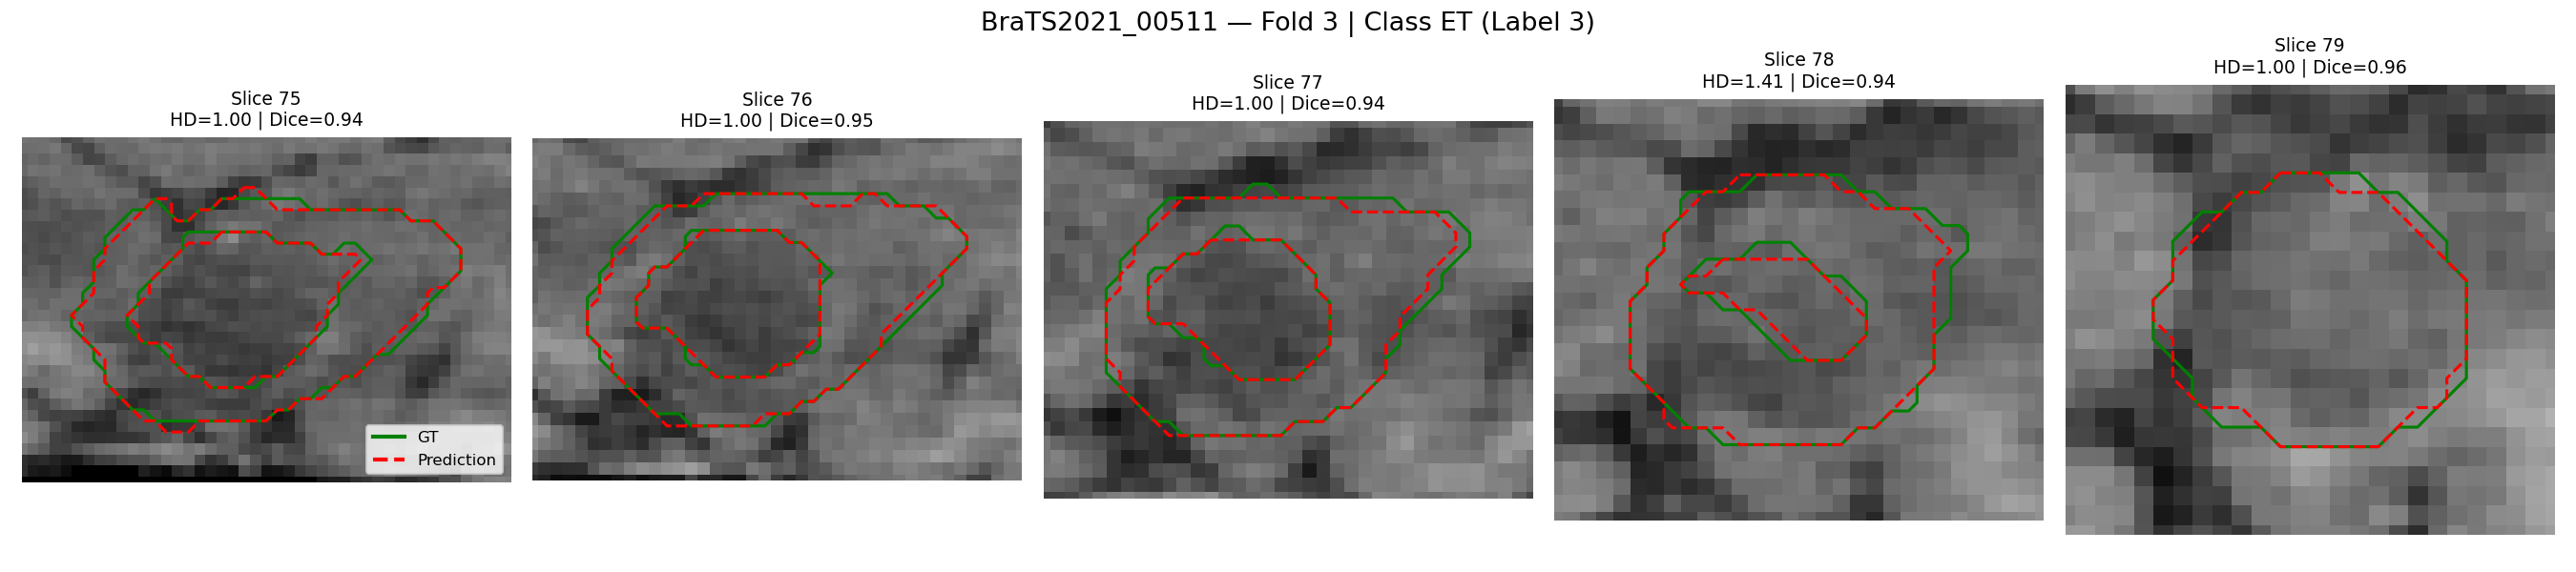 BraTS2021_00511 — Fold 3 | Class ET (Label 3)
Slice 75
HD=1.00 | Dice=0.94
Slice 76
HD=1.00 | Dice=0.95
Slice 77
HD=1.00 | Dice=0.94
Slice 78
HD=1.41 | Dice=0.94
Slice 79
HD=1.00 | Dice=0.96
GT
Prediction